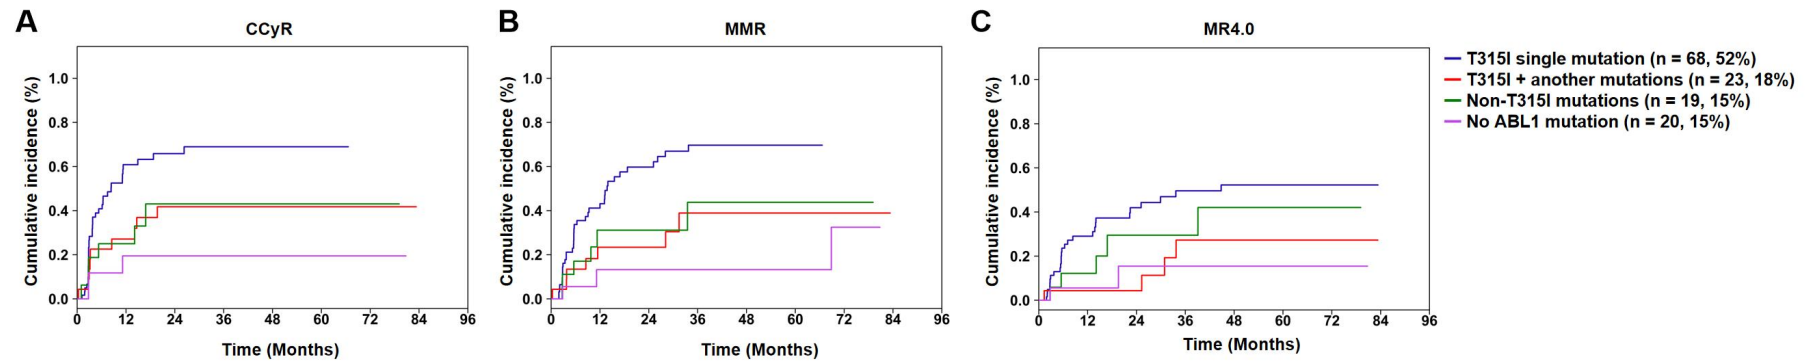 A
CCyR
Cumulative incidence (%)
1.0
0.8
0.6
0.4
0.2
0.0
0 12 24 36 48 60 72 84 96
Time (Months)
B
MMR
Cumulative incidence (%)
1.0
0.8
0.6
0.4
0.2
0.0
0 12 24 36 48 60 72 84 96
Time (Months)
C
MR4.0
Cumulative incidence (%)
1.0
0.8
0.6
0.4
0.2
0.0
0 12 24 36 48 60 72 84 96
Time (Months)
T315I single mutation (n = 68, 52%)
T315I + another mutations (n = 23, 18%)
Non-T315I mutations (n = 19, 15%)
No ABL1 mutation (n = 20, 15%)